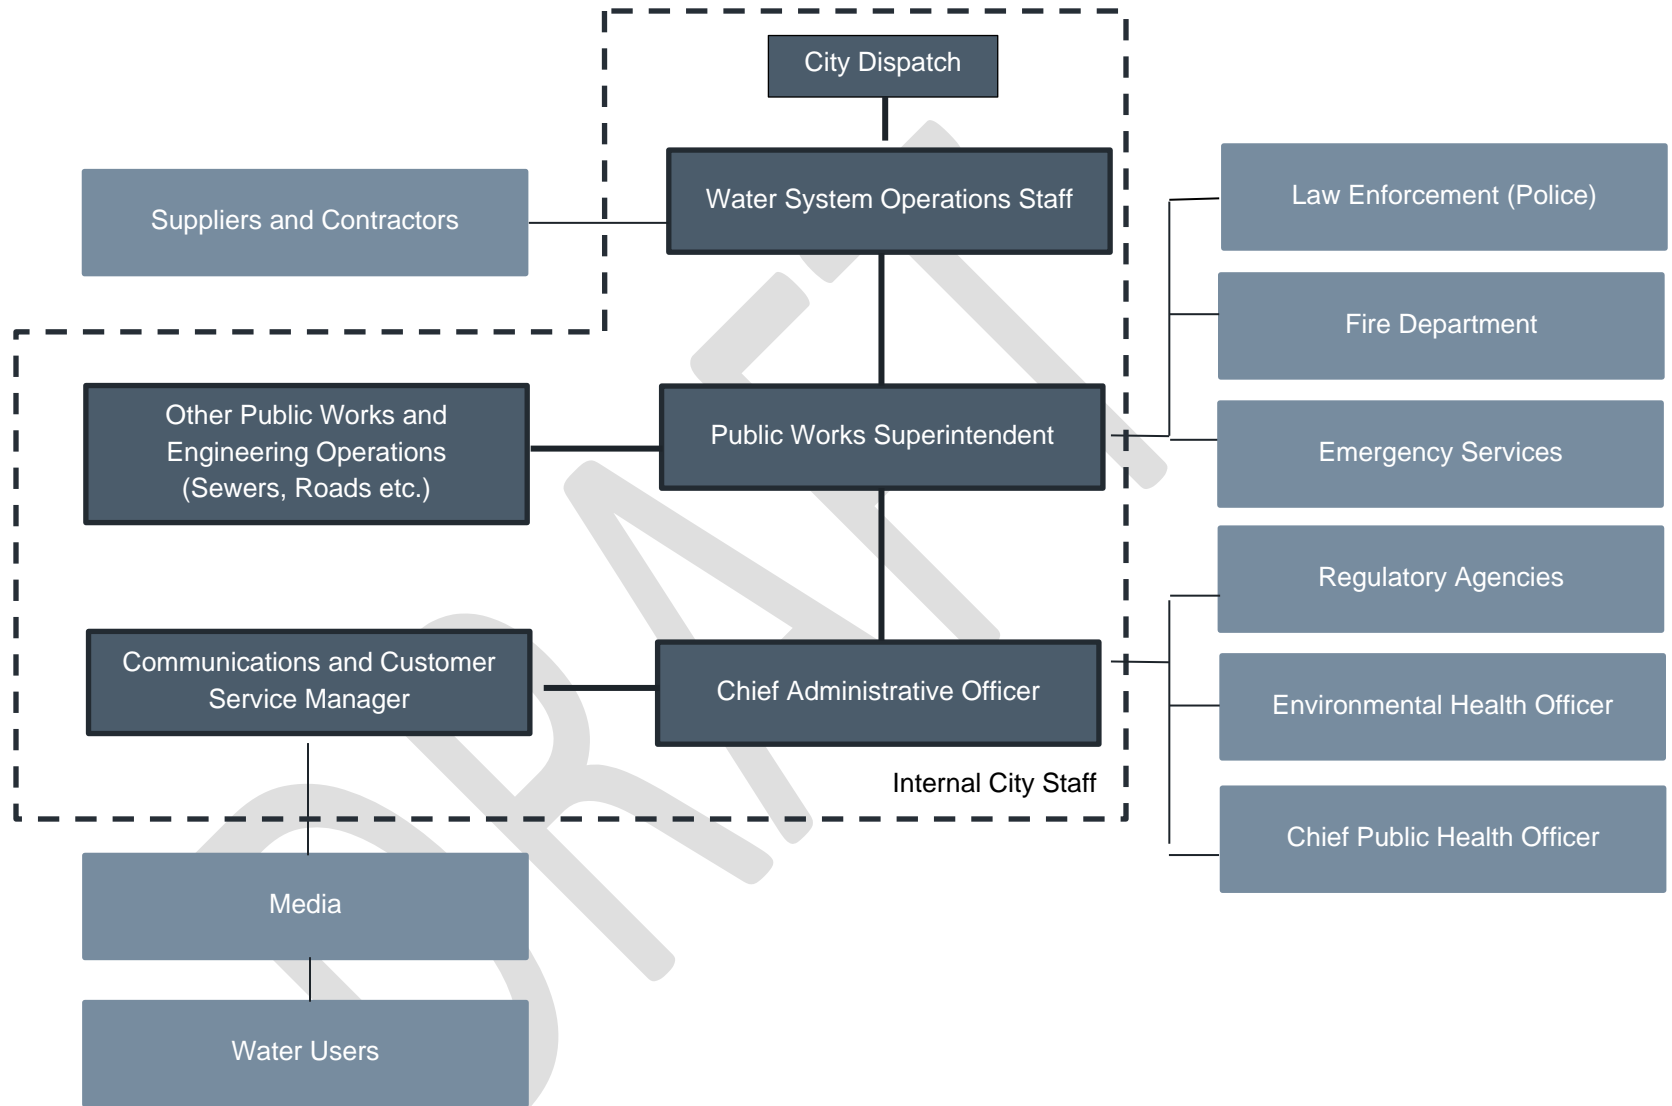 City Dispatch
Water System Operations Staff
Suppliers and Contractors
Law Enforcement (Police)
Fire Department
Other Public Works and
Engineering Operations
(Sewers, Roads etc.)
Public Works Superintendent
Emergency Services
Regulatory Agencies
Communications and Customer
Service Manager
Chief Administrative Officer
Environmental Health Officer
Internal City Staff
Chief Public Health Officer
Media
Water Users
DRAFT